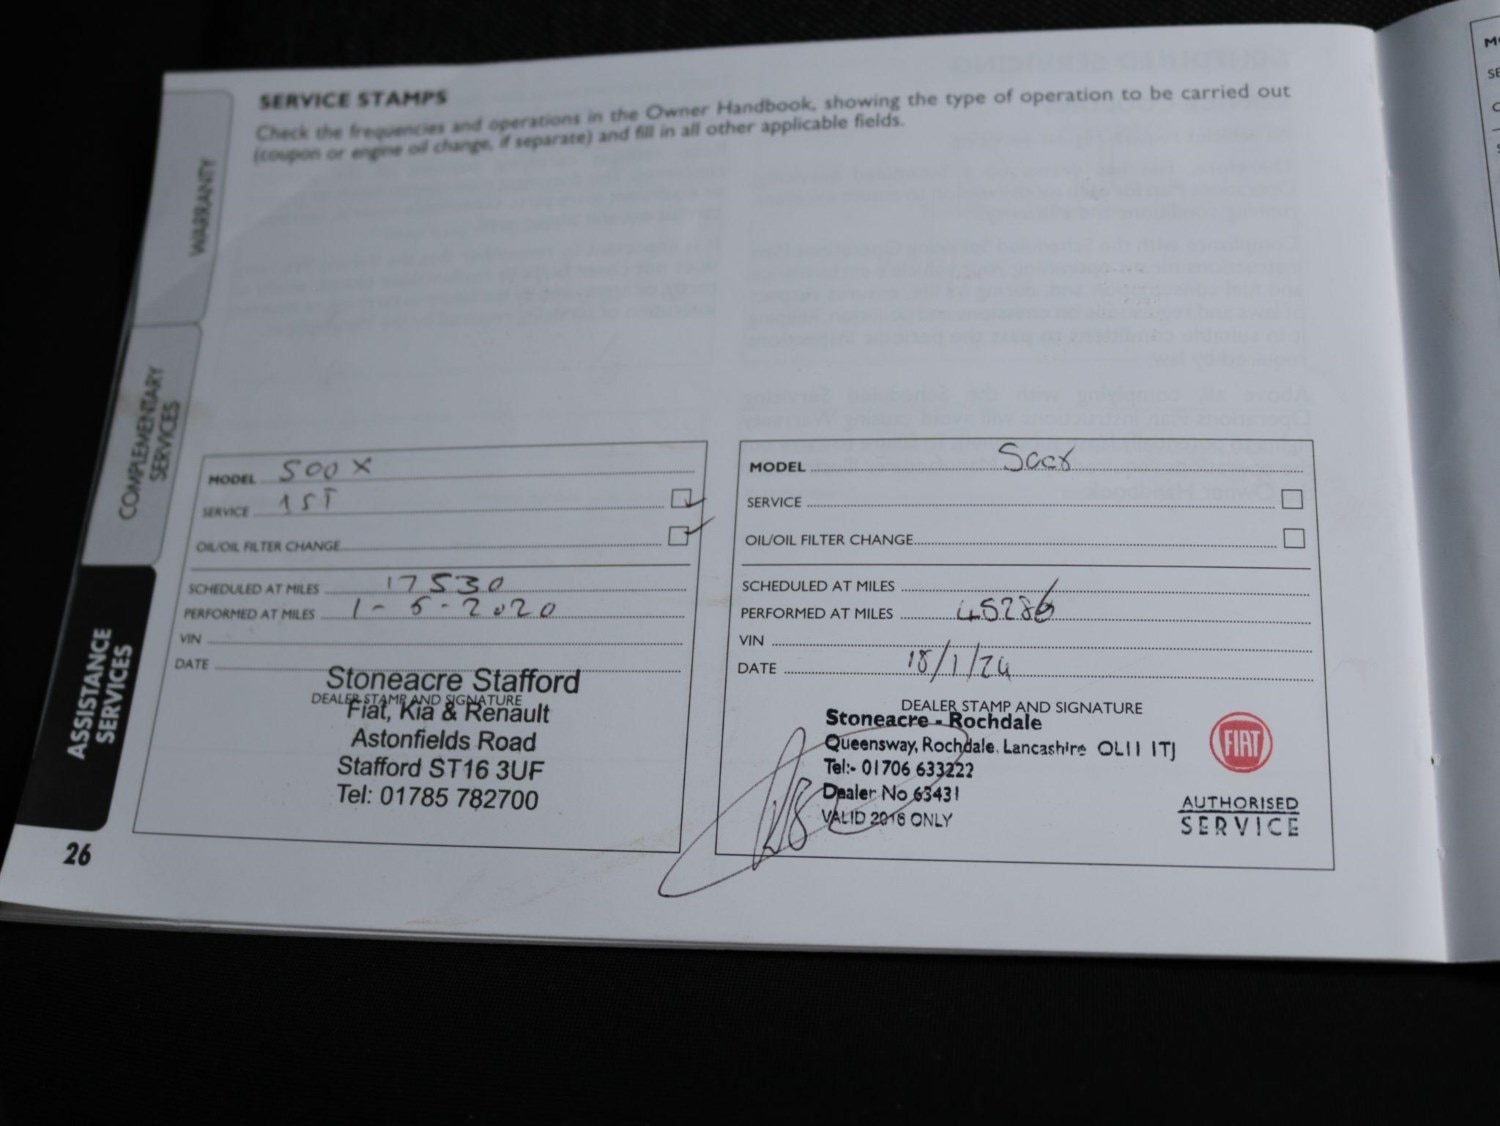 SERVICE STAMPS
Check the frequencies and operations in the Owner Handbook, showing the type of operation to be carried out
(coupon or engine oil change, if separate) and fill in all other applicable fields.
WARRANTY
COMPLEMENTARY
SERVICES
ASSISTANCE
SERVICES
MODEL 500 X
SERVICE 1ST
OIL/OIL FILTER CHANGE
SCHEDULED AT MILES 17530
PERFORMED AT MILES 1-5-2020
VIN
DATE
Stoneacre Stafford
DEALER STAMP AND SIGNATURE
Fiat, Kia & Renault
Astonfields Road
Stafford ST16 3UF
Tel: 01785 782700
MODEL 500X
SERVICE
OIL/OIL FILTER CHANGE
SCHEDULED AT MILES
PERFORMED AT MILES 45286
VIN
DATE 18/1/24
DEALER STAMP AND SIGNATURE
Stoneacre - Rochdale
Queensway, Rochdale, Lancashire OL11 1TJ
Tel:- 01706 633222
Dealer No 63431
VALID 2016 ONLY
FIAT
AUTHORISED
SERVICE
26